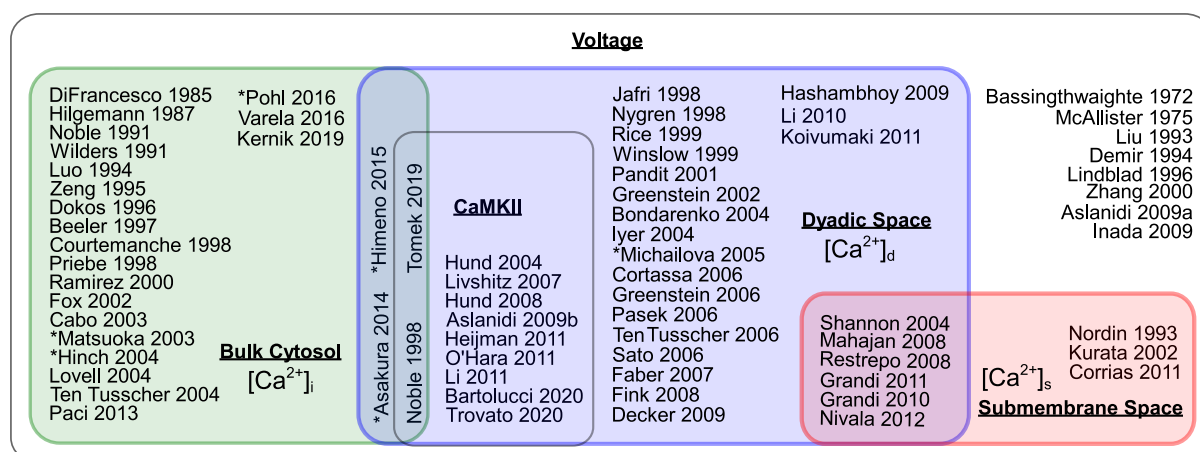 Voltage
DiFrancesco 1985
Hilgemann 1987
Noble 1991
Wilders 1991
Luo 1994
Zeng 1995
Dokos 1996
Beeler 1997
Courtemanche 1998
Priebe 1998
Ramirez 2000
Fox 2002
Cabo 2003
*Matsuoka 2003
*Hinch 2004
Lovell 2004
Ten Tusscher 2004
Paci 2013
*Pohl 2016
Varela 2016
Kernik 2019
Bulk Cytosol
[Ca2+]i
*Himeno 2015
*Asakura 2014
Tomek 2019
Noble 1998
CaMKII
Hund 2004
Livshitz 2007
Hund 2008
Aslanidi 2009b
Heijman 2011
O'Hara 2011
Li 2011
Bartolucci 2020
Trovato 2020
Jafri 1998
Nygren 1998
Rice 1999
Winslow 1999
Pandit 2001
Greenstein 2002
Bondarenko 2004
Iyer 2004
*Michailova 2005
Cortassa 2006
Greenstein 2006
Pasek 2006
Ten Tusscher 2006
Sato 2006
Faber 2007
Fink 2008
Decker 2009
Hashambhoy 2009
Li 2010
Koivumaki 2011
Dyadic Space
[Ca2+]d
Shannon 2004
Mahajan 2008
Restrepo 2008
Grandi 2011
Grandi 2010
Nivala 2012
Bassingthwaighte 1972
McAllister 1975
Liu 1993
Demir 1994
Lindblad 1996
Zhang 2000
Aslanidi 2009a
Inada 2009
Nordin 1993
Kurata 2002
Corrias 2011
[Ca2+]s
Submembrane Space